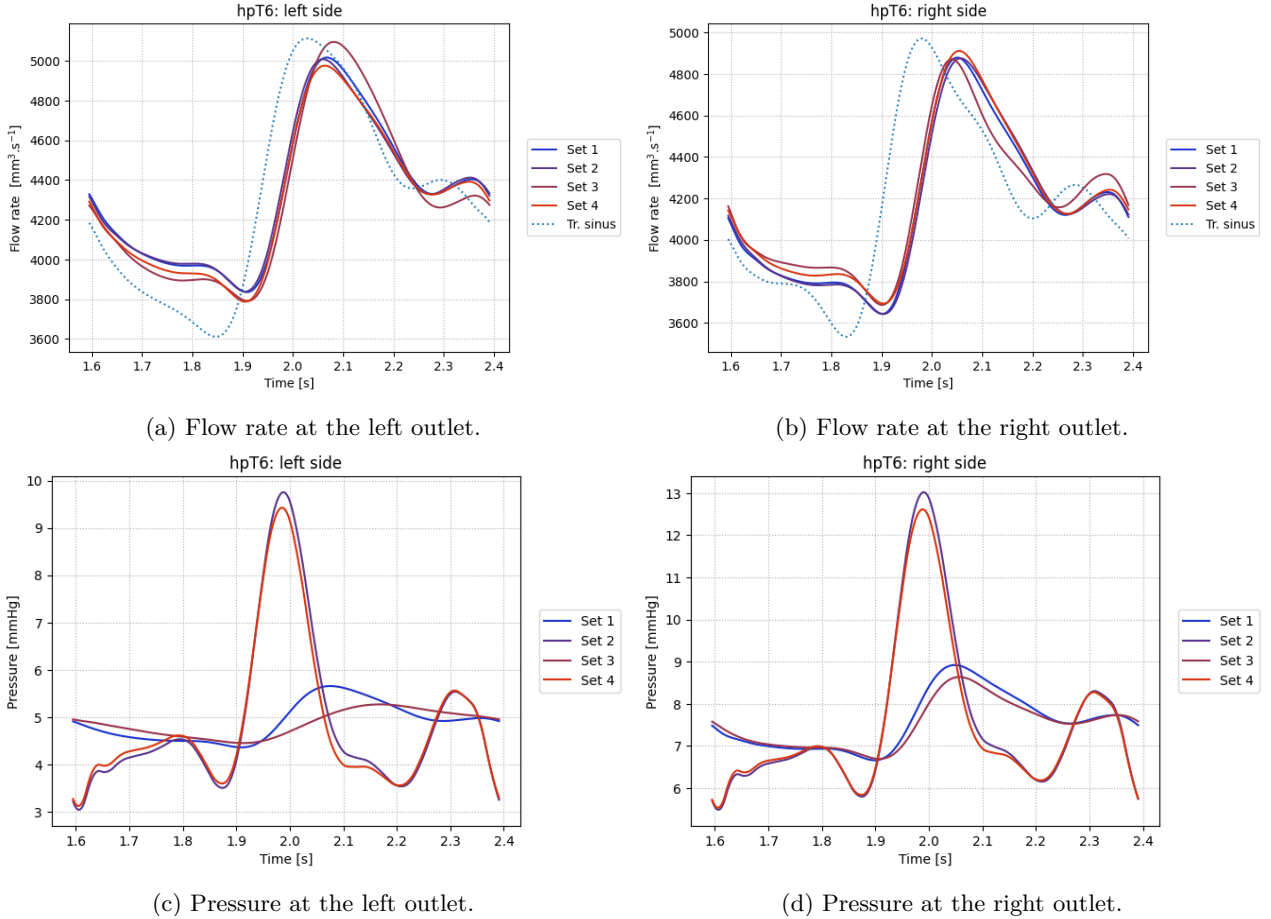 hpT6: left side
5000
4800
4600
4400
4200
4000
3800
3600
Flow rate [mm³.s⁻¹]
1.6 1.7 1.8 1.9 2.0 2.1 2.2 2.3 2.4
Time [s]
Set 1
Set 2
Set 3
Set 4
Tr. sinus
(a) Flow rate at the left outlet.
hpT6: right side
5000
4800
4600
4400
4200
4000
3800
3600
Flow rate [mm³.s⁻¹]
1.6 1.7 1.8 1.9 2.0 2.1 2.2 2.3 2.4
Time [s]
Set 1
Set 2
Set 3
Set 4
Tr. sinus
(b) Flow rate at the right outlet.
hpT6: left side
10
9
8
7
6
5
4
3
Pressure [mmHg]
1.6 1.7 1.8 1.9 2.0 2.1 2.2 2.3 2.4
Time [s]
Set 1
Set 2
Set 3
Set 4
(c) Pressure at the left outlet.
hpT6: right side
13
12
11
10
9
8
7
6
Pressure [mmHg]
1.6 1.7 1.8 1.9 2.0 2.1 2.2 2.3 2.4
Time [s]
Set 1
Set 2
Set 3
Set 4
(d) Pressure at the right outlet.